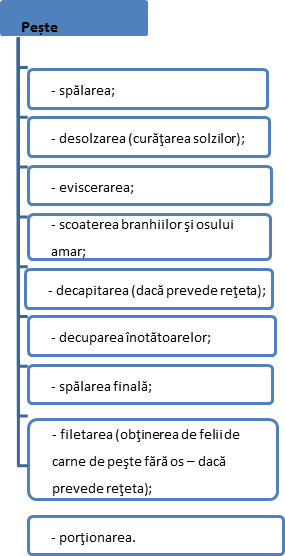 Pește
- spălarea;
- desolzarea (curăţarea solzilor);
- eviscerarea;
- scoaterea branhiilor şi osului
amar;
- decapitarea (dacă prevede reţeta);
- decuparea înotătoarelor;
- spălarea finală;
- filetarea (obţinerea de felii de
carne de peşte fără os – dacă
prevede reţeta);
- porţionarea.